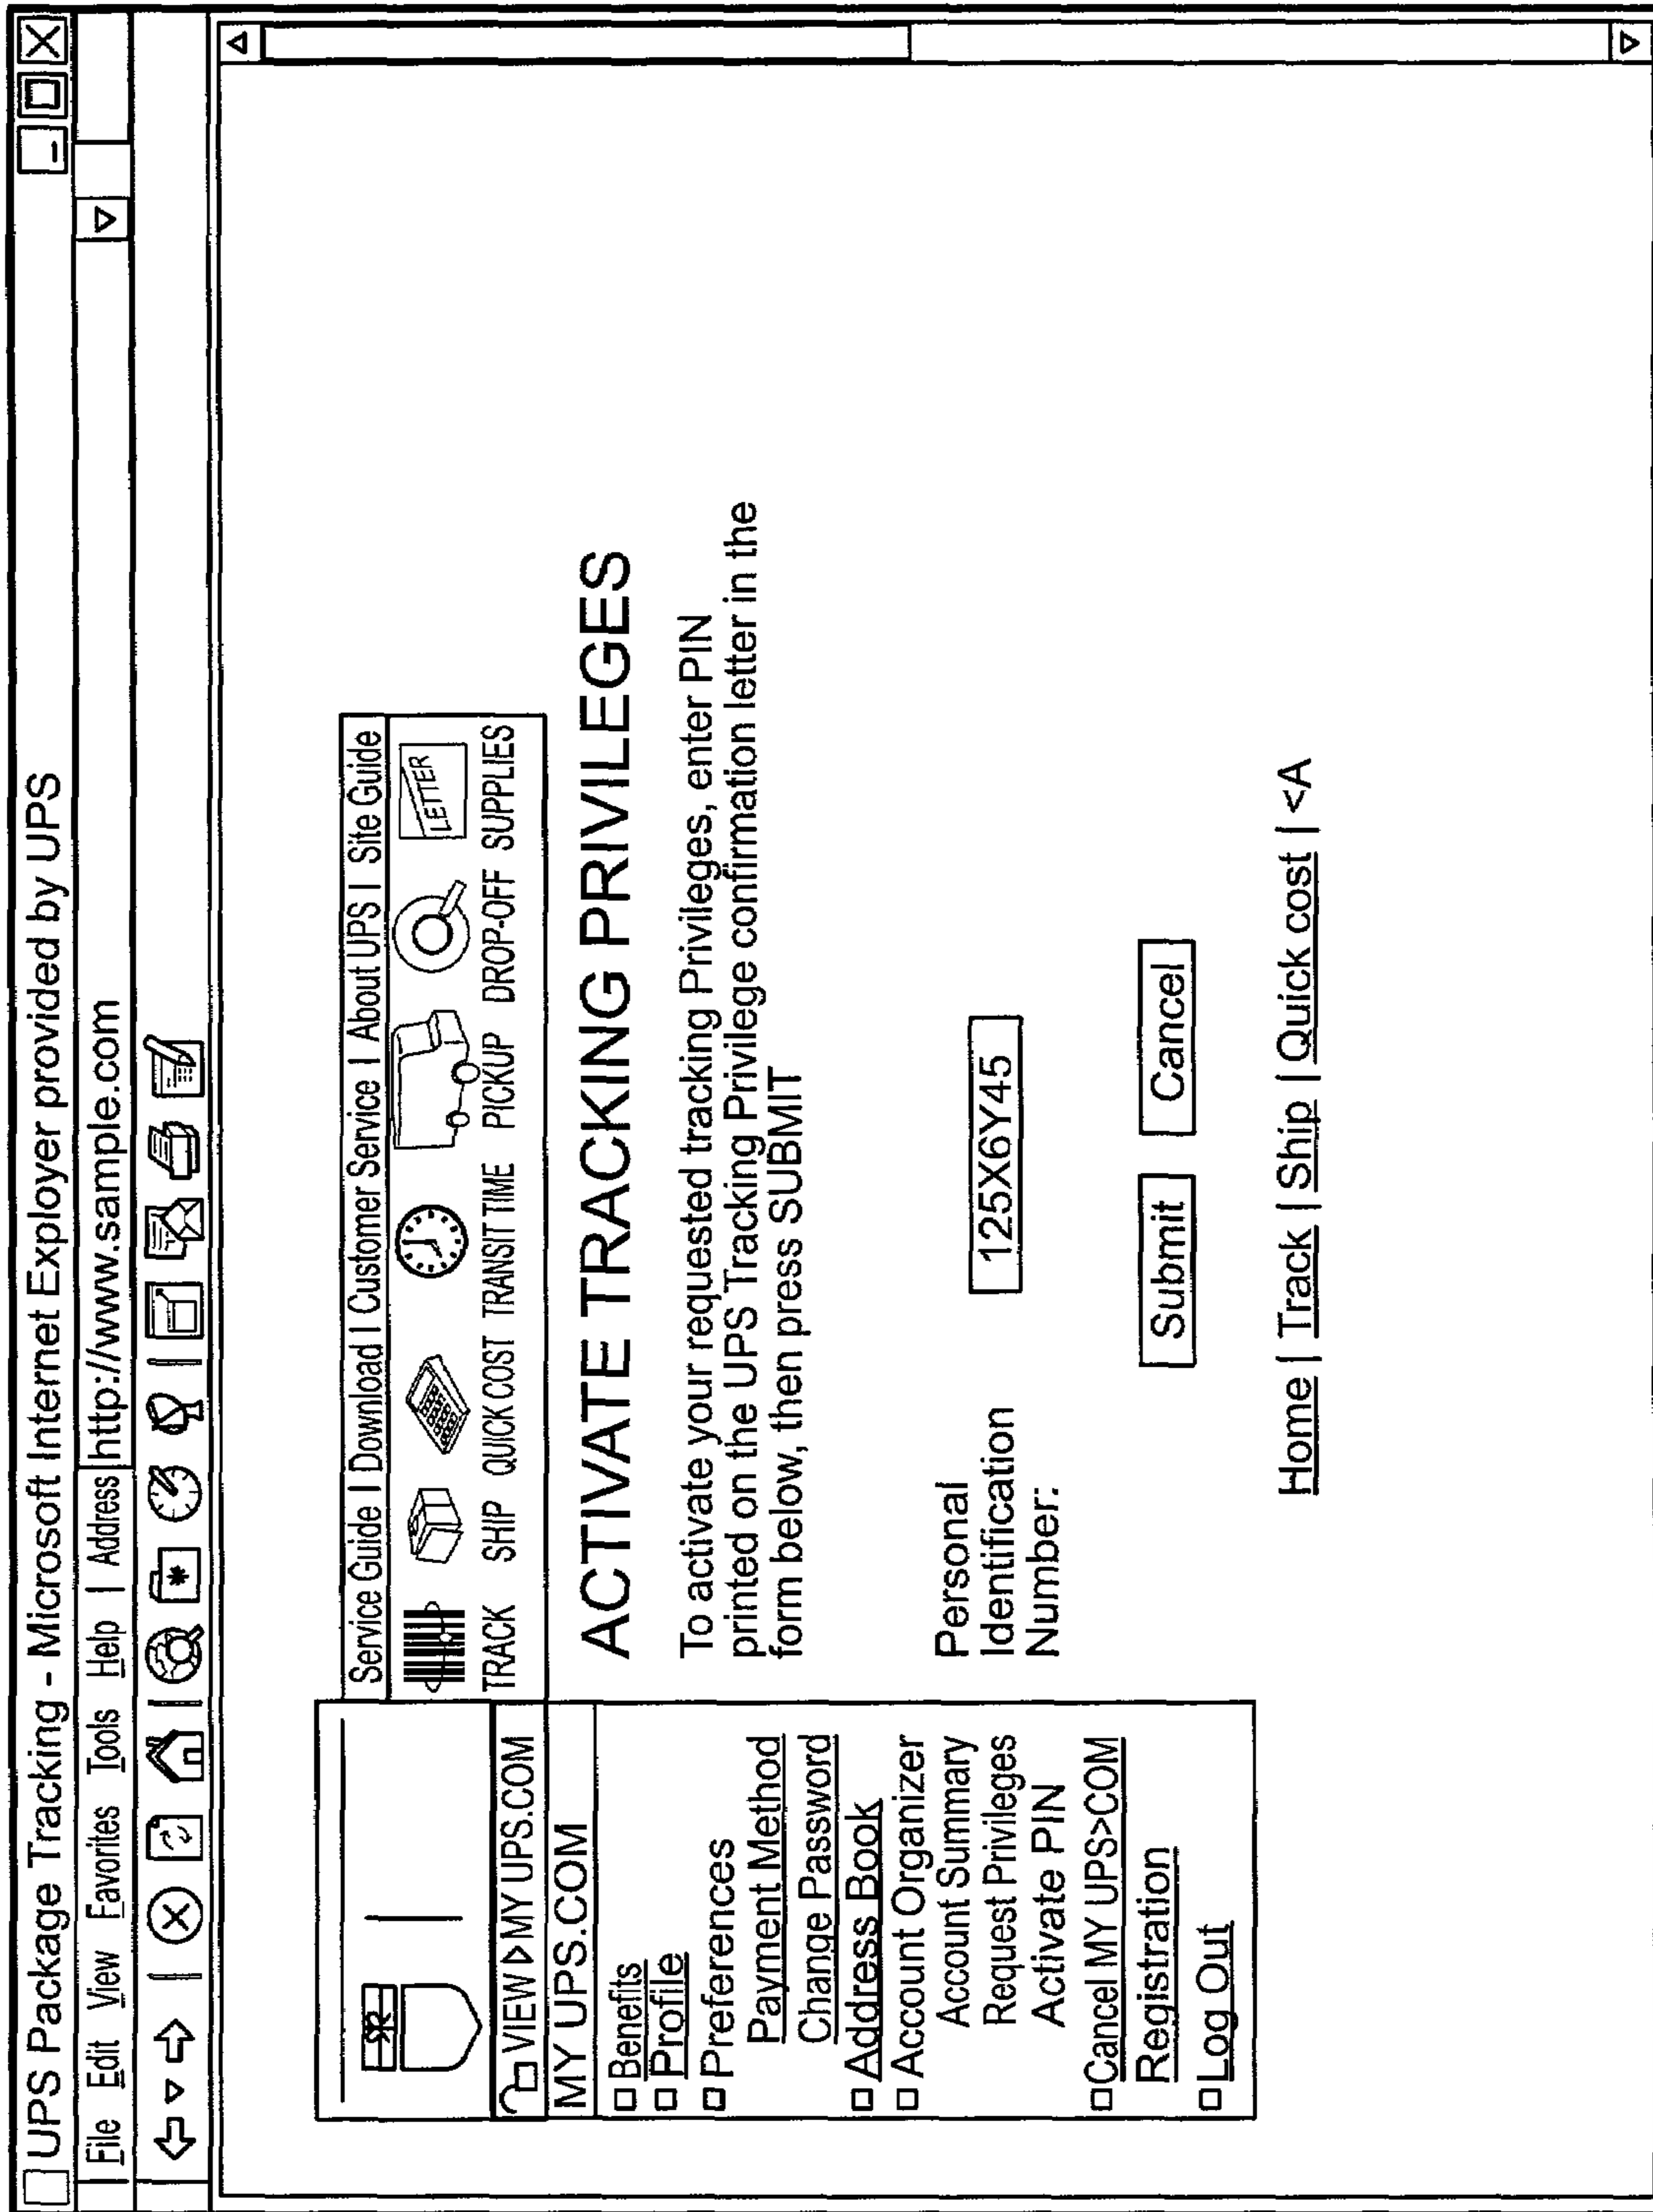 UPS Package Tracking - Microsoft Internet Exployer provided by UPS
File Edit View Favorites Tools Help | Address http://www.sample.com
Service Guide | Download | Customer Service | About UPS | Site Guide
LETTER
TRACK SHIP QUICK COST TRANSIT TIME PICKUP DROP-OFF SUPPLIES
VIEW MY UPS.COM
MY UPS.COM
Benefits
Profile
Preferences
Payment Method
Change Password
Address Book
Account Organizer
Account Summary
Request Privileges
Activate PIN
Cancel MY UPS>COM
Registration
Log Out
ACTIVATE TRACKING PRIVILEGES
To activate your requested tracking Privileges, enter PIN
printed on the UPS Tracking Privilege confirmation letter in the
form below, then press SUBMIT
Personal
Identification
Number:
125X6Y45
Submit Cancel
Home | Track | Ship | Quick cost | <A